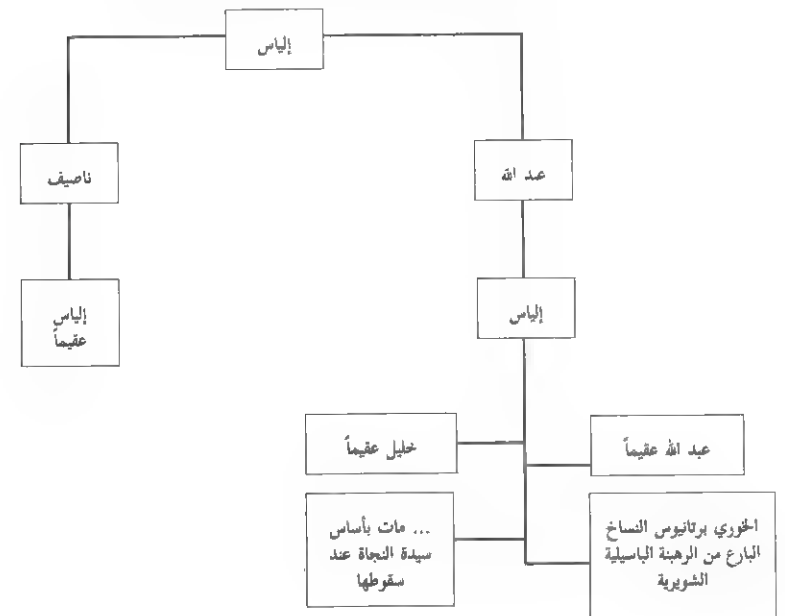 إلياس
عبد الله
ناصيف
إلياس
إلياس
عقيماً
عبد الله عقيماً
خليل عقيماً
الخوري برتانيوس النساخ
البارع من الرهبنة الباسيلية
الشويرية
... مات بأساس
سيدة النجاة عند
سقوطها